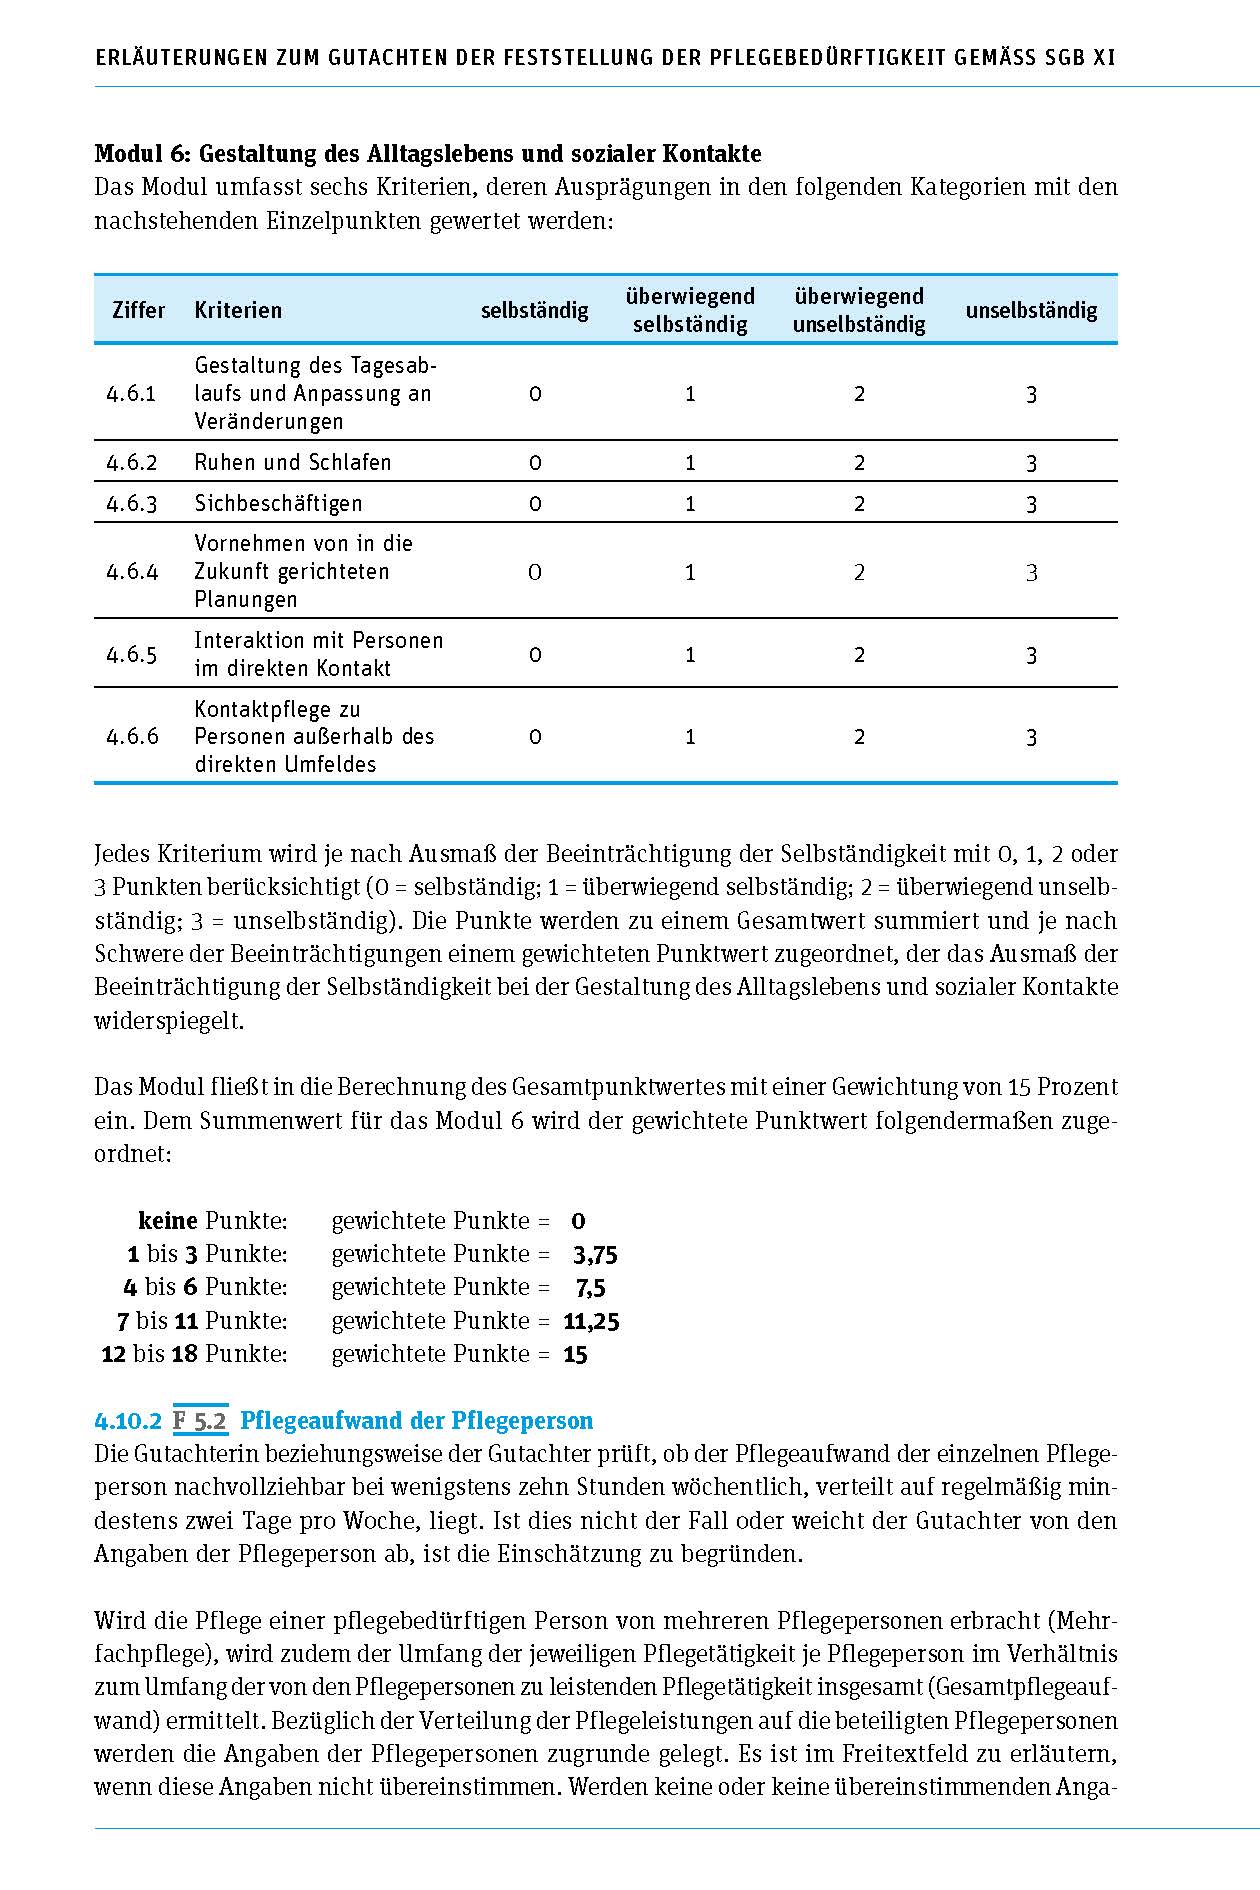 ERLÄUTERUNGEN ZUM GUTACHTEN DER FESTSTELLUNG DER PFLEGEBEDÜRFTIGKEIT GEMÄSS SGB XI
Modul 6: Gestaltung des Alltagslebens und sozialer Kontakte
Das Modul umfasst sechs Kriterien, deren Ausprägungen in den folgenden Kategorien mit den
nachstehenden Einzelpunkten gewertet werden:
Ziffer Kriterien selbständig überwiegend selbständig überwiegend unselbständig unselbständig
Gestaltung des Tagesab-
4.6.1 laufs und Anpassung an 0 1 2 3
Veränderungen
4.6.2 Ruhen und Schlafen 0 1 2 3
4.6.3 Sichbeschäftigen 0 1 2 3
Vornehmen von in die
4.6.4 Zukunft gerichteten 0 1 2 3
Planungen
4.6.5 Interaktion mit Personen 0 1 2 3
im direkten Kontakt
Kontaktpflege zu
4.6.6 Personen außerhalb des 0 1 2 3
direkten Umfeldes
Jedes Kriterium wird je nach Ausmaß der Beeinträchtigung der Selbständigkeit mit 0, 1, 2 oder
3 Punkten berücksichtigt (0 = selbständig; 1 = überwiegend selbständig; 2 = überwiegend unselb-
ständig; 3 = unselbständig). Die Punkte werden zu einem Gesamtwert summiert und je nach
Schwere der Beeinträchtigungen einem gewichteten Punktwert zugeordnet, der das Ausmaß der
Beeinträchtigung der Selbständigkeit bei der Gestaltung des Alltagslebens und sozialer Kontakte
widerspiegelt.
Das Modul fließt in die Berechnung des Gesamtpunktwertes mit einer Gewichtung von 15 Prozent
ein. Dem Summenwert für das Modul 6 wird der gewichtete Punktwert folgendermaßen zuge-
ordnet:
keine Punkte: gewichtete Punkte = 0
1 bis 3 Punkte: gewichtete Punkte = 3,75
4 bis 6 Punkte: gewichtete Punkte = 7,5
7 bis 11 Punkte: gewichtete Punkte = 11,25
12 bis 18 Punkte: gewichtete Punkte = 15
4.10.2 F 5.2 Pflegeaufwand der Pflegeperson
Die Gutachterin beziehungsweise der Gutachter prüft, ob der Pflegeaufwand der einzelnen Pflege-
person nachvollziehbar bei wenigstens zehn Stunden wöchentlich, verteilt auf regelmäßig min-
destens zwei Tage pro Woche, liegt. Ist dies nicht der Fall oder weicht der Gutachter von den
Angaben der Pflegeperson ab, ist die Einschätzung zu begründen.
Wird die Pflege einer pflegebedürftigen Person von mehreren Pflegepersonen erbracht (Mehr-
fachpflege), wird zudem der Umfang der jeweiligen Pflegetätigkeit je Pflegeperson im Verhältnis
zum Umfang der von den Pflegepersonen zu leistenden Pflegetätigkeit insgesamt (Gesamtpflegeauf-
wand) ermittelt. Bezüglich der Verteilung der Pflegeleistungen auf die beteiligten Pflegepersonen
werden die Angaben der Pflegepersonen zugrunde gelegt. Es ist im Freitextfeld zu erläutern,
wenn diese Angaben nicht übereinstimmen. Werden keine oder keine übereinstimmenden Anga-